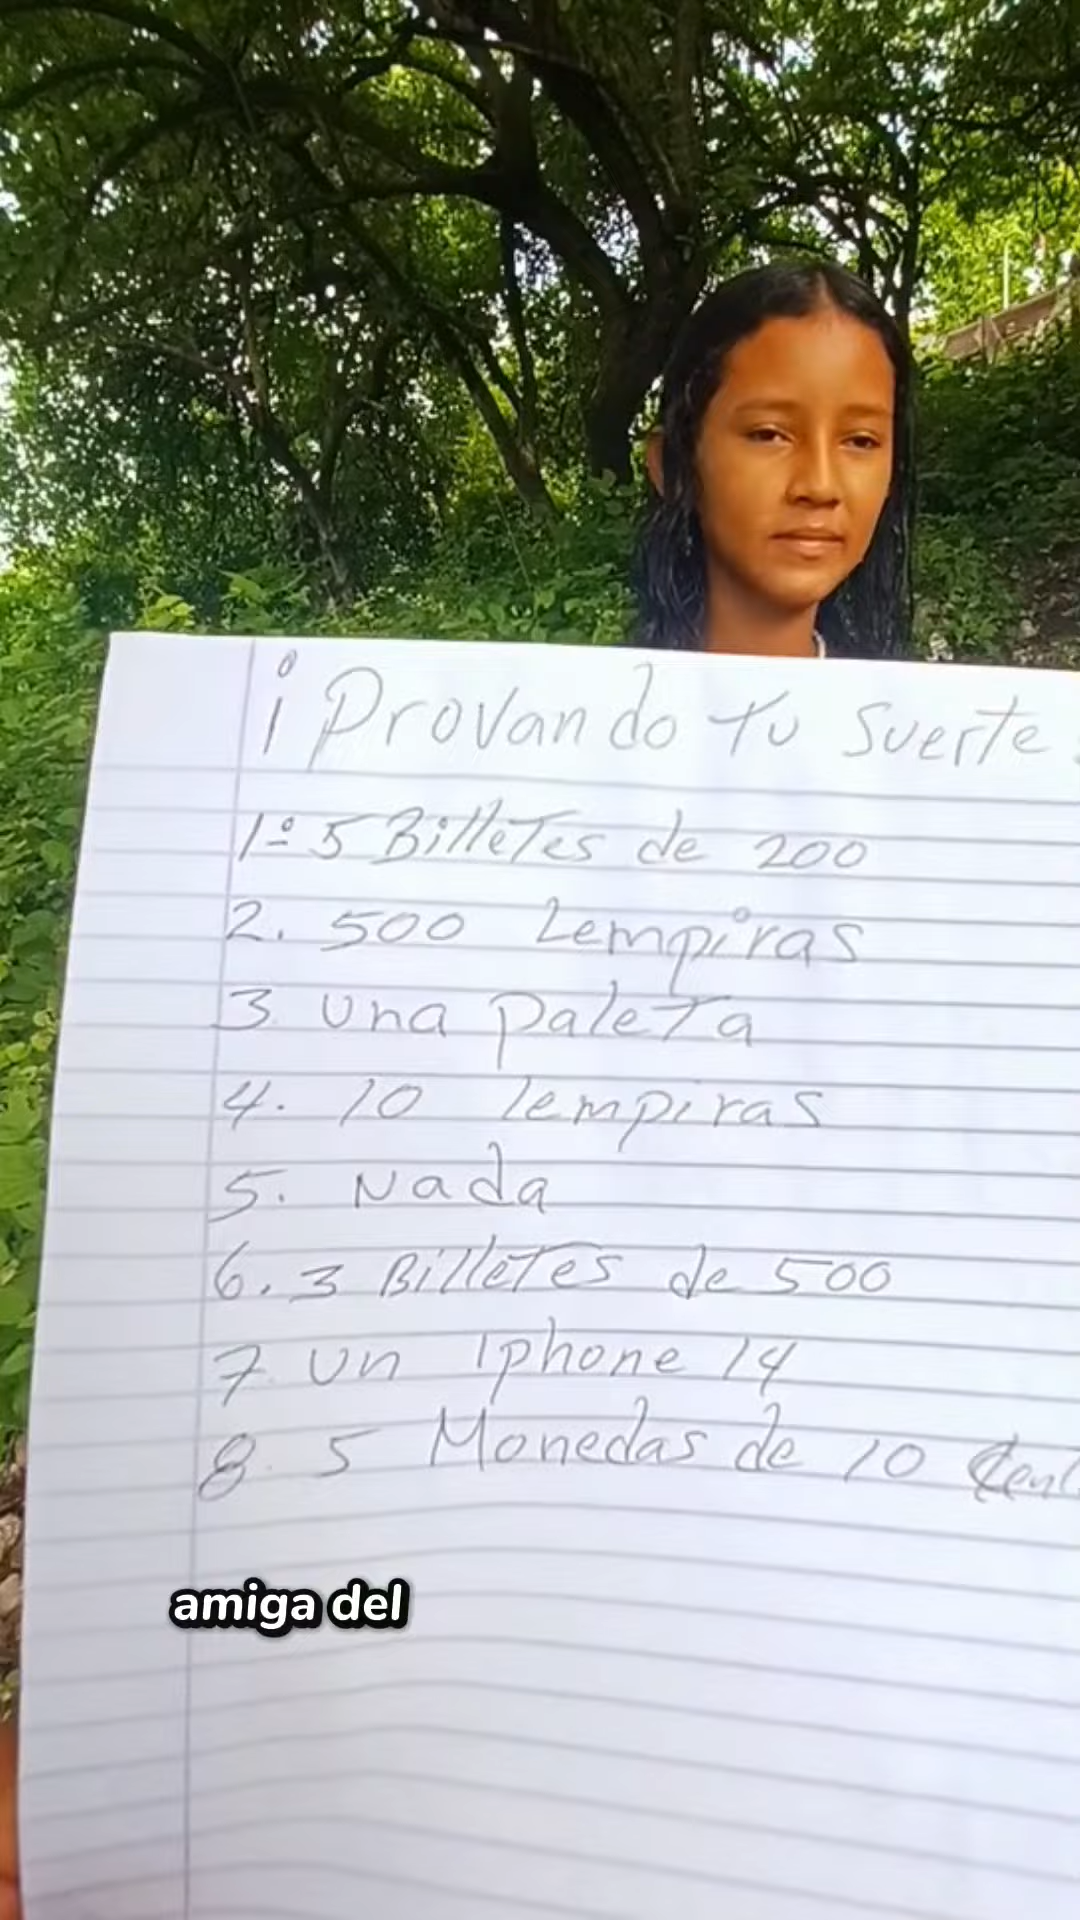 ¡Provando tu suerte
1º 5 Billetes de 200
2. 500 Lempiras
3. una paleta
4. 10 lempiras
5. Nada
6. 3 Billetes de 500
7. un Iphone 14
8. 5 Monedas de 10 Cent
amiga del